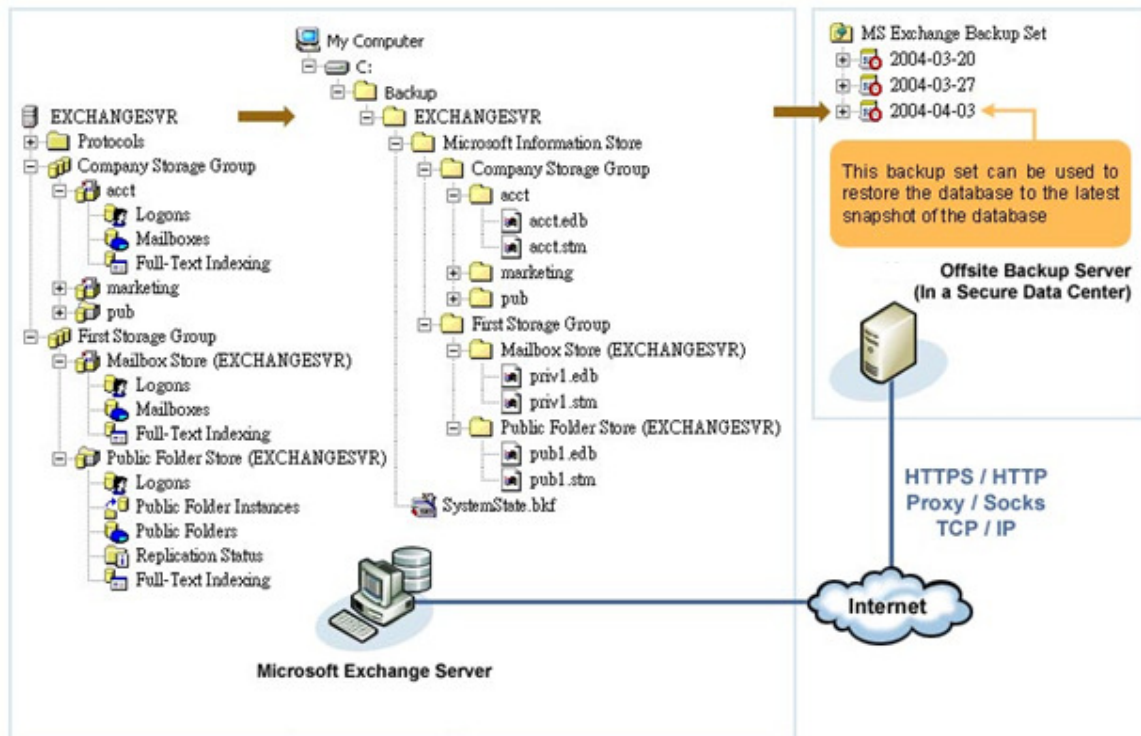 EXCHANGESVR
Protocols
Company Storage Group
acct
Logons
Mailboxes
Full-Text Indexing
marketing
pub
First Storage Group
Mailbox Store (EXCHANGESVR)
Logons
Mailboxes
Full-Text Indexing
Public Folder Store (EXCHANGESVR)
Logons
Public Folder Instances
Public Folders
Replication Status
Full-Text Indexing
My Computer
C:
Backup
EXCHANGESVR
Microsoft Information Store
Company Storage Group
acct
acct.edb
acct.stm
marketing
pub
First Storage Group
Mailbox Store (EXCHANGESVR)
priv1.edb
priv1.stm
Public Folder Store (EXCHANGESVR)
pub1.edb
pub1.stm
SystemState.bkf
Microsoft Exchange Server
MS Exchange Backup Set
2004-03-20
2004-03-27
2004-04-03
This backup set can be used to
restore the database to the latest
snapshot of the database
Offsite Backup Server
(In a Secure Data Center)
HTTPS / HTTP
Proxy / Socks
TCP / IP
Internet